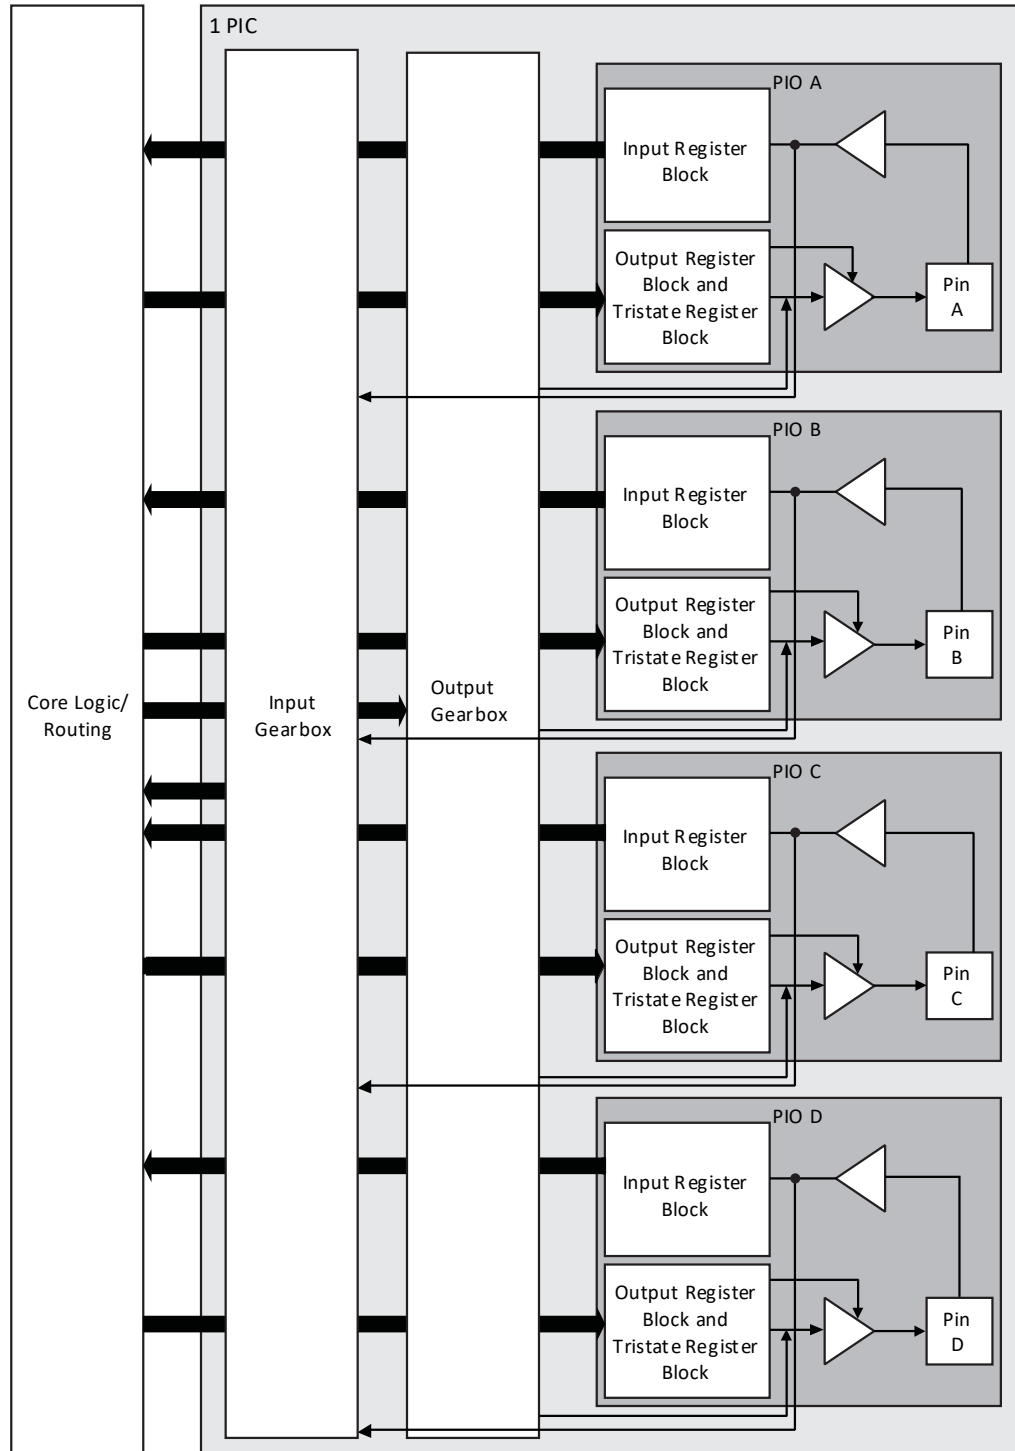 1 PIC
PIO A
Input Register
Block
Output Register
Block and
Tristate Register
Block
Pin
A
PIO B
Input Register
Block
Output Register
Block and
Tristate Register
Block
Pin
B
Core Logic/
Routing
Input
Gearbox
Output
Gearbox
PIO C
Input Register
Block
Output Register
Block and
Tristate Register
Block
Pin
C
PIO D
Input Register
Block
Output Register
Block and
Tristate Register
Block
Pin
D